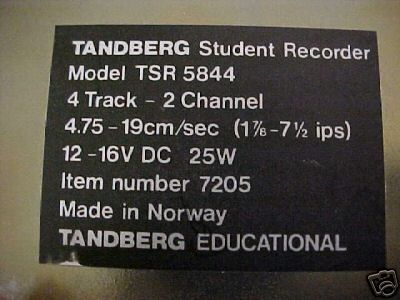 TANDBERG Student Recorder
Model TSR 5844
4 Track - 2 Channel
4.75 - 19cm/sec (1⅞ - 7½ ips)
12 - 16V DC 25W
Item number 7205
Made in Norway
TANDBERG EDUCATIONAL